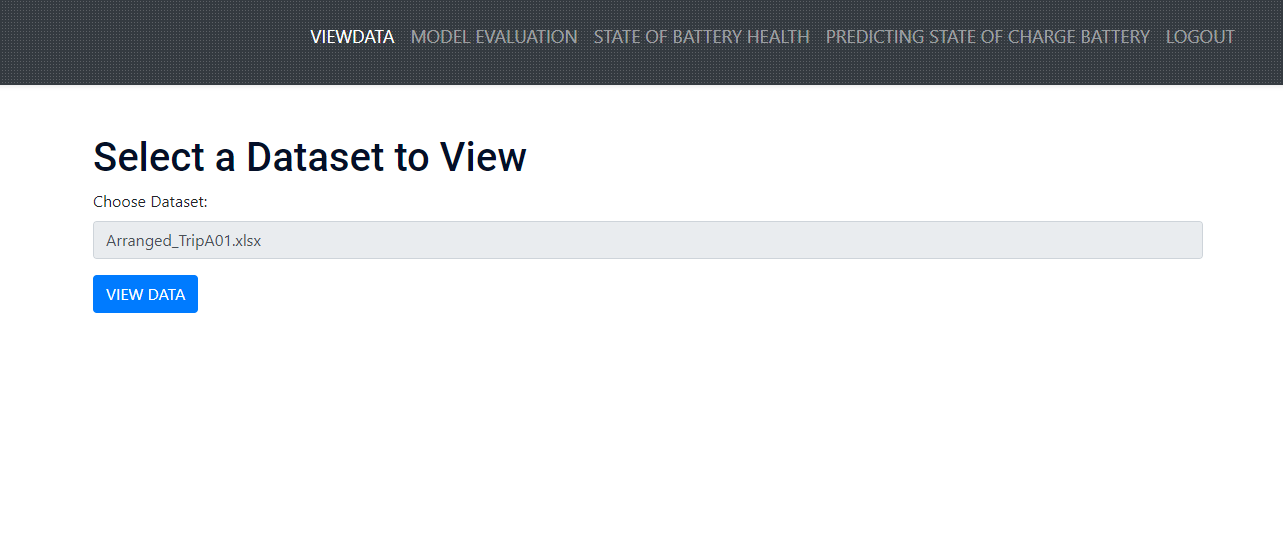 VIEWDATA MODEL EVALUATION STATE OF BATTERY HEALTH PREDICTING STATE OF CHARGE BATTERY LOGOUT
Select a Dataset to View
Choose Dataset:
Arranged_TripA01.xlsx
VIEW DATA